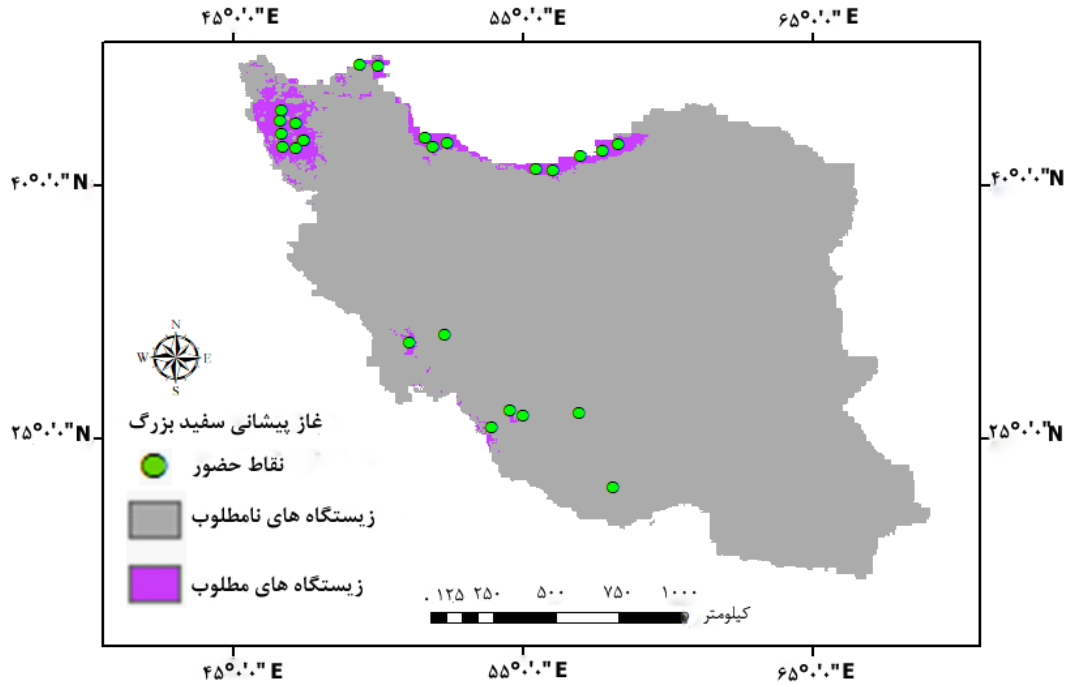 ۴۵°۰'۰"E ۵۵°۰'۰"E ۶۵°۰'۰"E
۴۰°۰'۰"N ۴۰°۰'۰"N
N
W E
S
غاز پیشانی سفید بزرگ
۲۵°۰'۰"N ۲۵°۰'۰"N
نقاط حضور
زیستگاه های نامطلوب
زیستگاه های مطلوب
۰ ۱۲۵ ۲۵۰ ۵۰۰ ۷۵۰ ۱۰۰۰
کیلومتر
۴۵°۰'۰"E ۵۵°۰'۰"E ۶۵°۰'۰"E